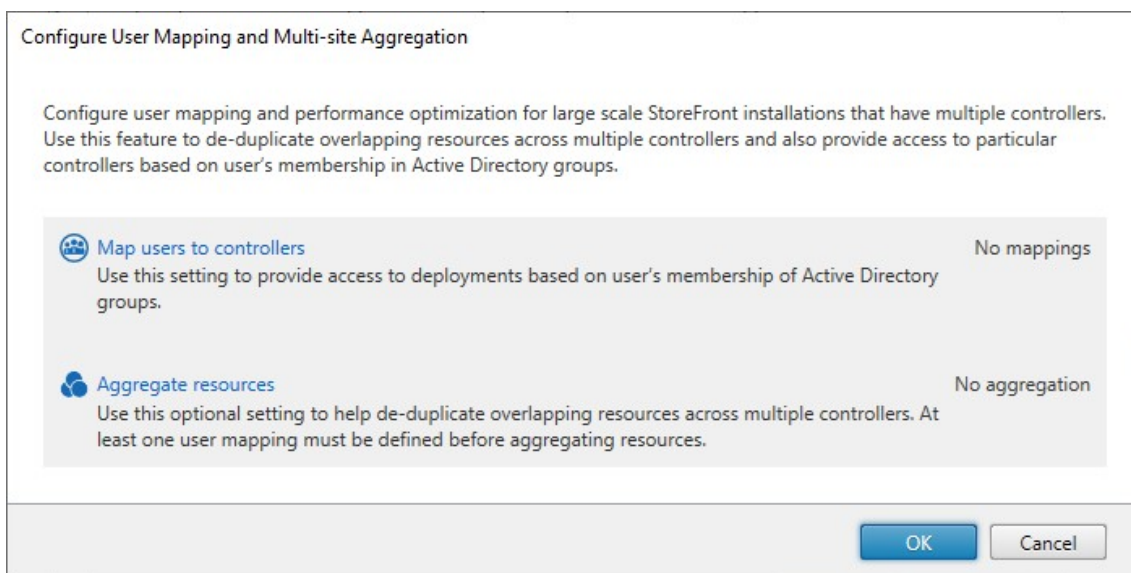 Configure User Mapping and Multi-site Aggregation
Configure user mapping and performance optimization for large scale StoreFront installations that have multiple controllers.
Use this feature to de-duplicate overlapping resources across multiple controllers and also provide access to particular
controllers based on user's membership in Active Directory groups.
Map users to controllers
No mappings
Use this setting to provide access to deployments based on user's membership of Active Directory
groups.
Aggregate resources
No aggregation
Use this optional setting to help de-duplicate overlapping resources across multiple controllers. At
least one user mapping must be defined before aggregating resources.
OK
Cancel